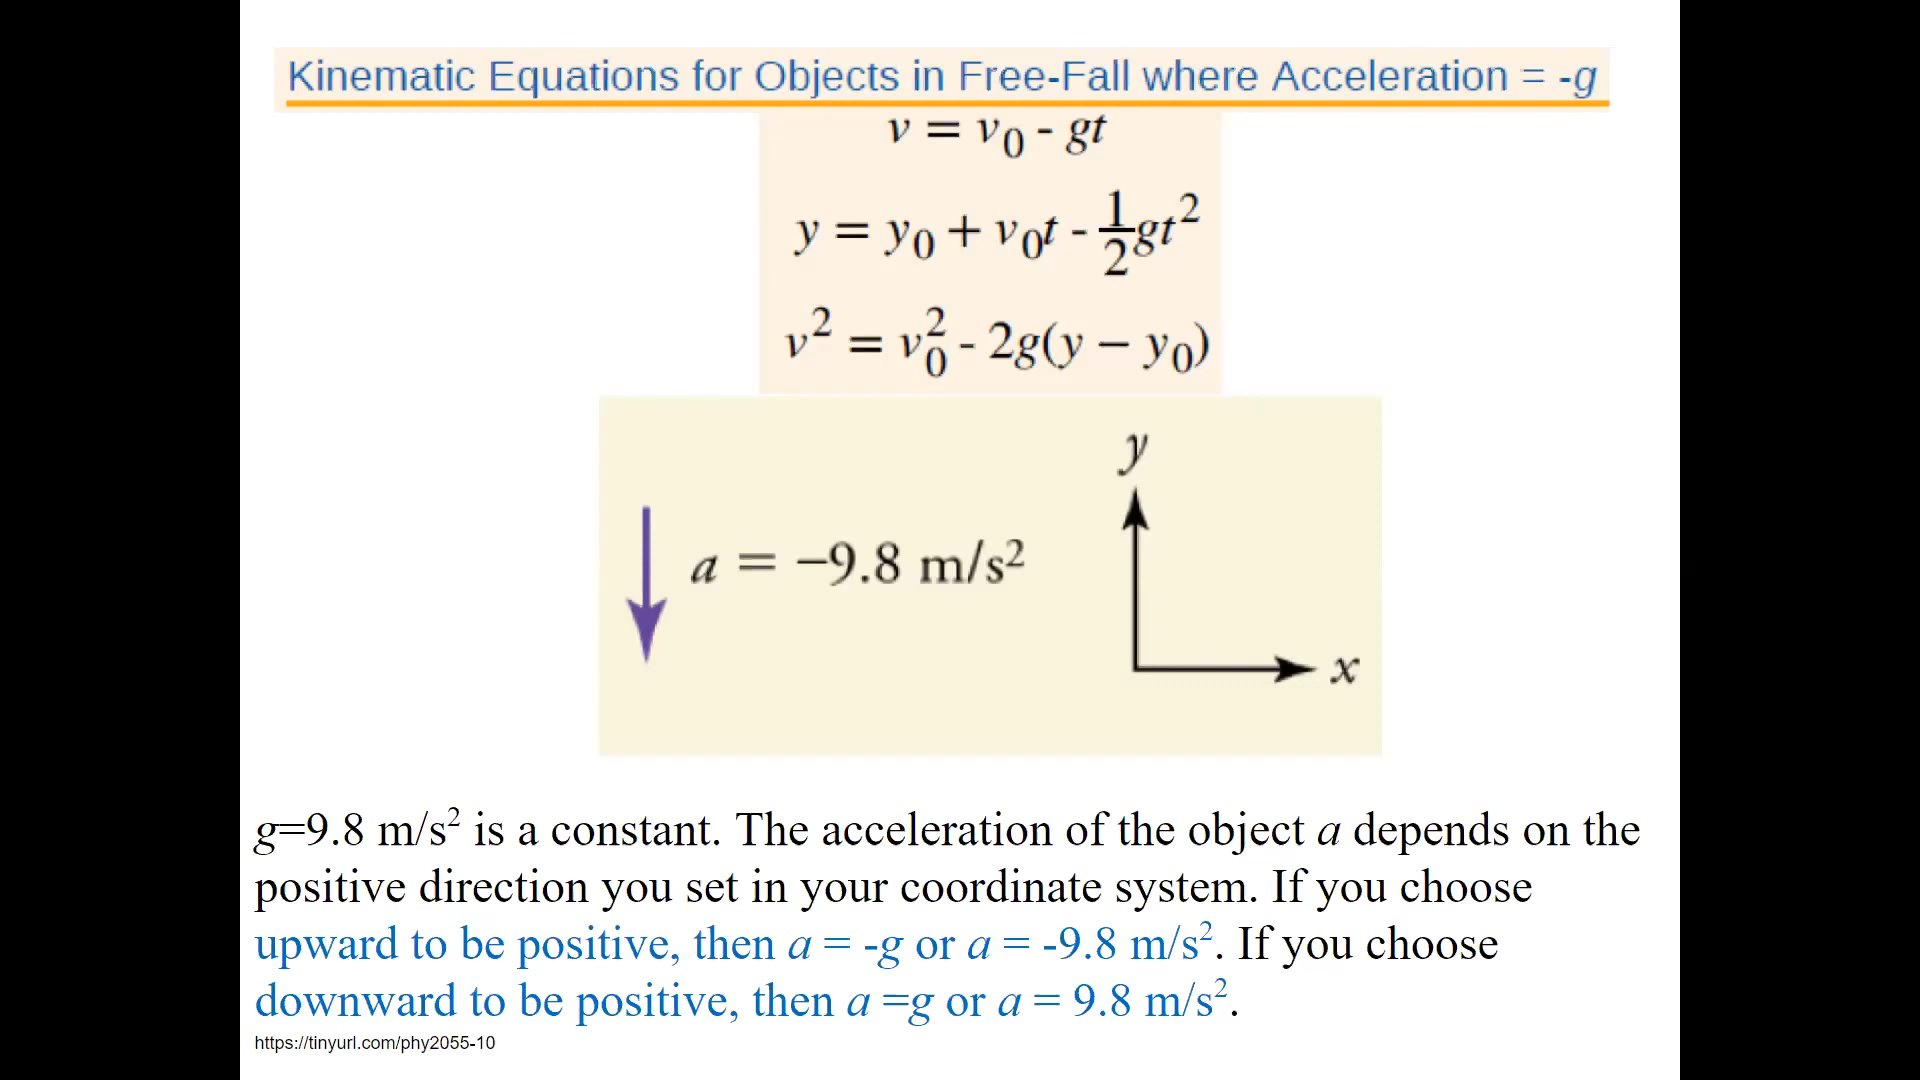 Kinematic Equations for Objects in Free-Fall where Acceleration = -g
v = v₀ - gt
y = y₀ + v₀t - ½gt²
v² = v₀² - 2g(y − y₀)
y
a = −9.8 m/s²
x
g=9.8 m/s² is a constant. The acceleration of the object a depends on the
positive direction you set in your coordinate system. If you choose
upward to be positive, then a = -g or a = -9.8 m/s². If you choose
downward to be positive, then a =g or a = 9.8 m/s².
https://tinyurl.com/phy2055-10